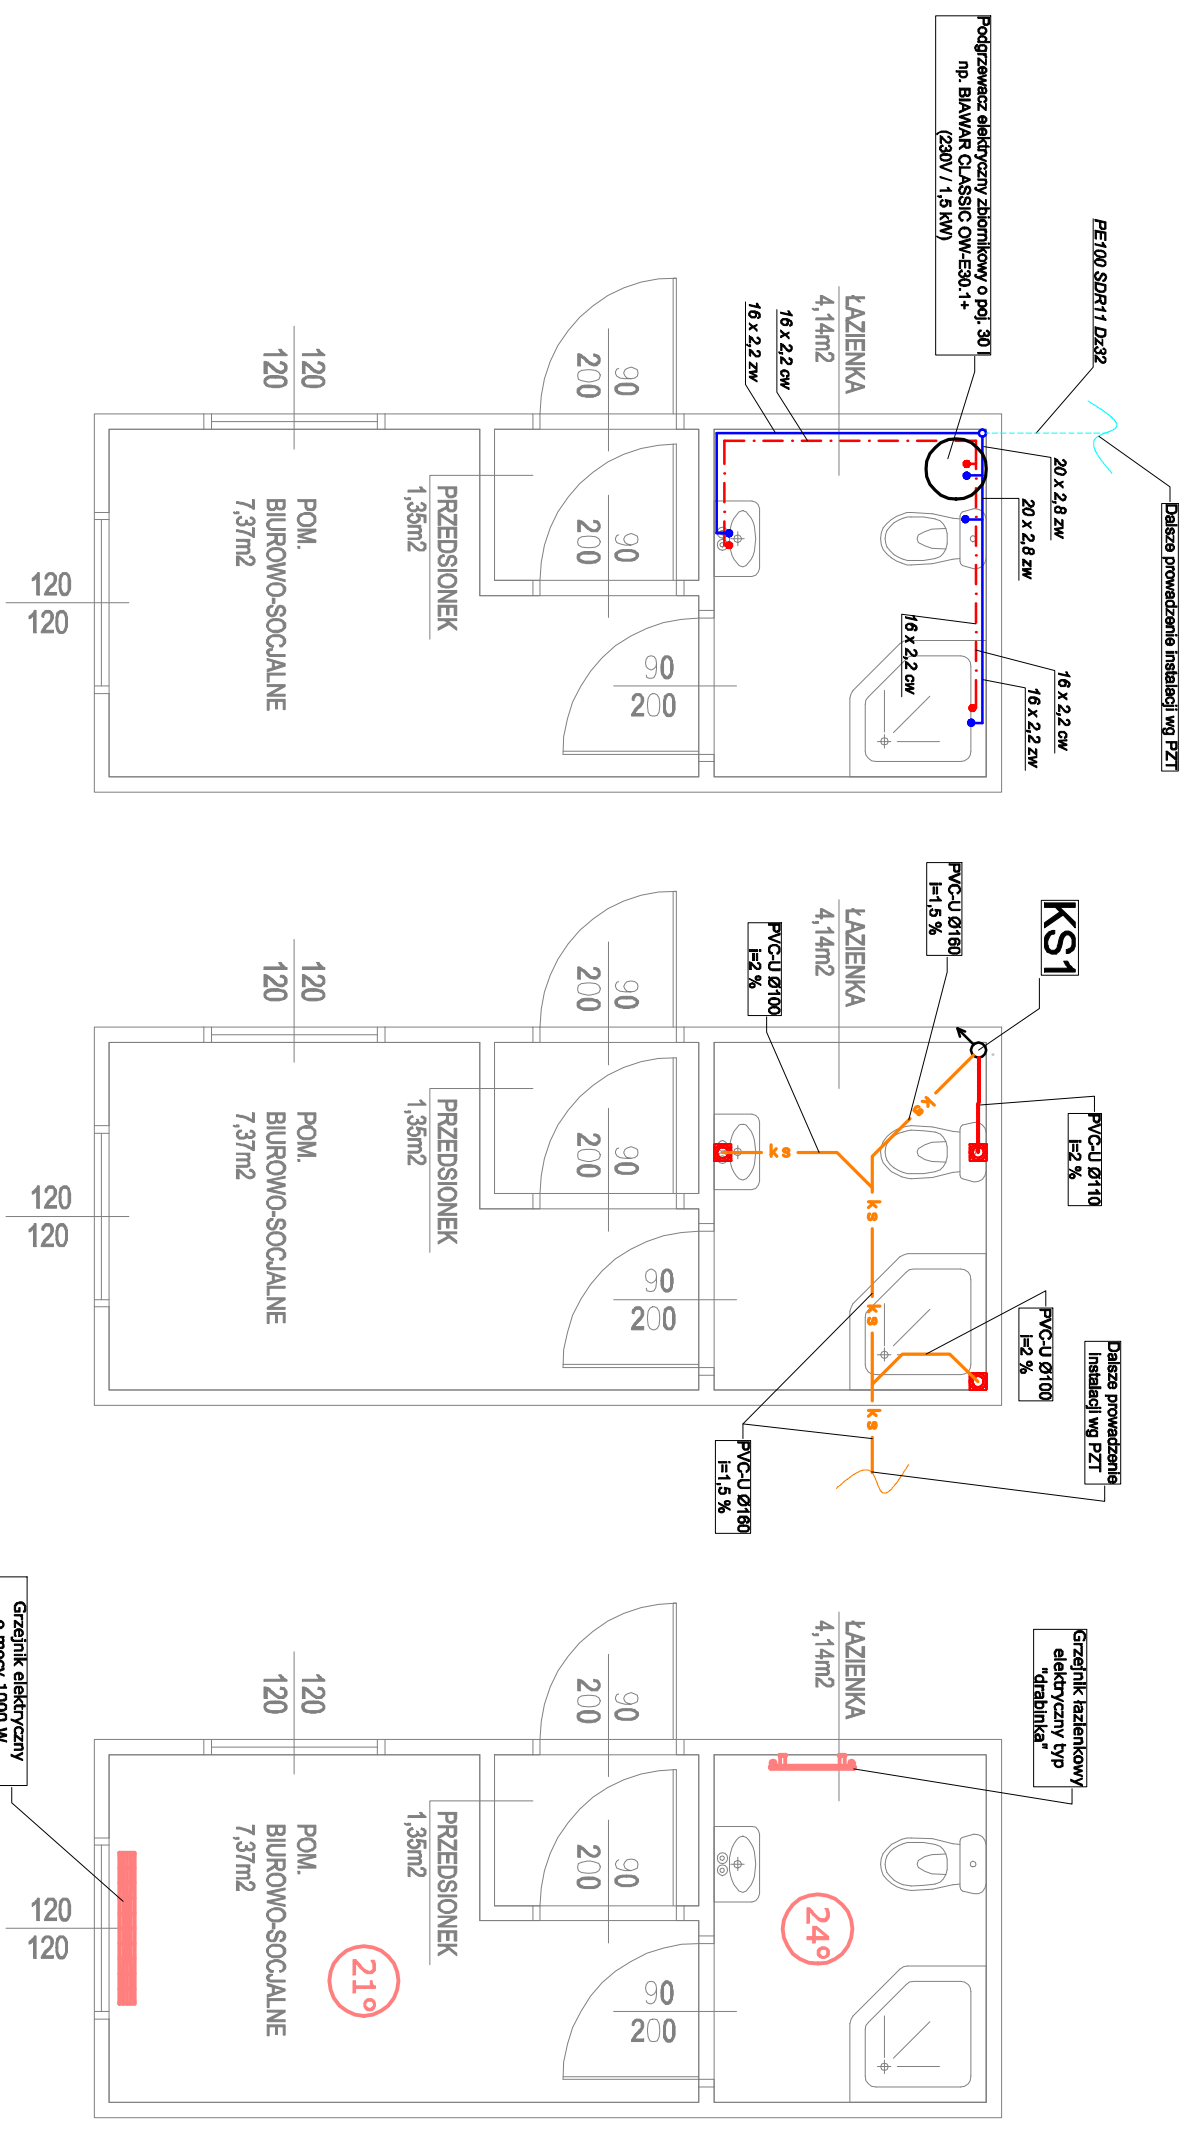 Podgrzewacz elektryczny zbiornikowy o poj. 30 l
np. BIAWAR CLASSIC OW-E30.1+
(230V / 1,5 kW)
PE100 SDR11 Dz32
Dalsze prowadzenie instalacji wg PZT
20 x 2,8 zw
20 x 2,8 zw
16 x 2,2 cw
16 x 2,2 zw
16 x 2,2 cw
16 x 2,2 cw
16 x 2,2 zw
ŁAZIENKA
4,14m2
90
200
90
200
90
200
PRZEDSIONEK
1,35m2
POM.
BIUROWO-SOCJALNE
7,37m2
120
120
120
120
KS1
PVC-U Ø160
i=1,5 %
PVC-U Ø110
i=2 %
PVC-U Ø100
i=2 %
PVC-U Ø100
i=2 %
Dalsze prowadzenie
instalacji wg PZT
PVC-U Ø160
i=1,5 %
ks
ks
ks
ks
ks
ŁAZIENKA
4,14m2
90
200
90
200
90
200
PRZEDSIONEK
1,35m2
POM.
BIUROWO-SOCJALNE
7,37m2
120
120
120
120
Grzejnik łazienkowy
elektryczny typ
"drabinka"
ŁAZIENKA
4,14m2
24°
90
200
90
200
90
200
PRZEDSIONEK
1,35m2
POM.
BIUROWO-SOCJALNE
7,37m2
21°
120
120
120
120
Grzejnik elektryczny
o mocy 1000 W